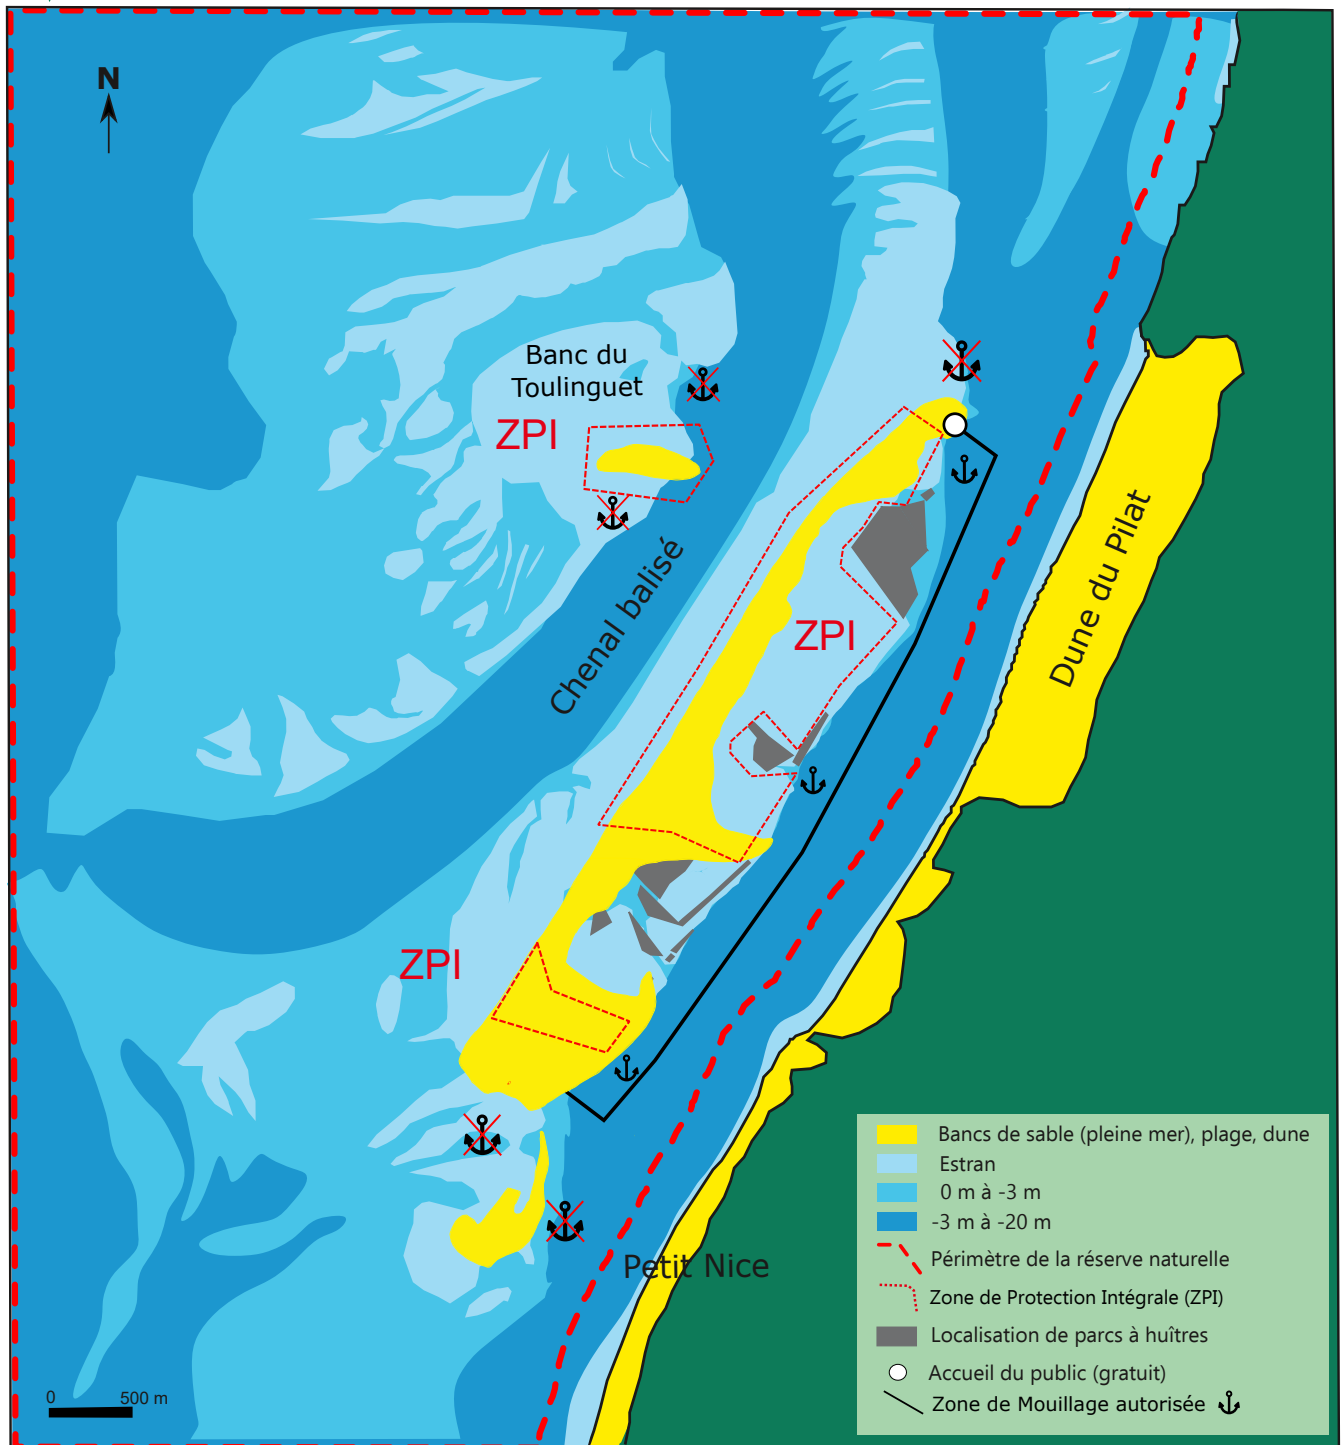 N
Banc du
Toulinguet
ZPI
Chenal balisé
ZPI
Dune du Pilat
ZPI
Petit Nice
Bancs de sable (pleine mer), plage, dune
Estran
0 m à -3 m
-3 m à -20 m
Périmètre de la réserve naturelle
Zone de Protection Intégrale (ZPI)
Localisation de parcs à huîtres
Accueil du public (gratuit)
Zone de Mouillage autorisée
0 500 m